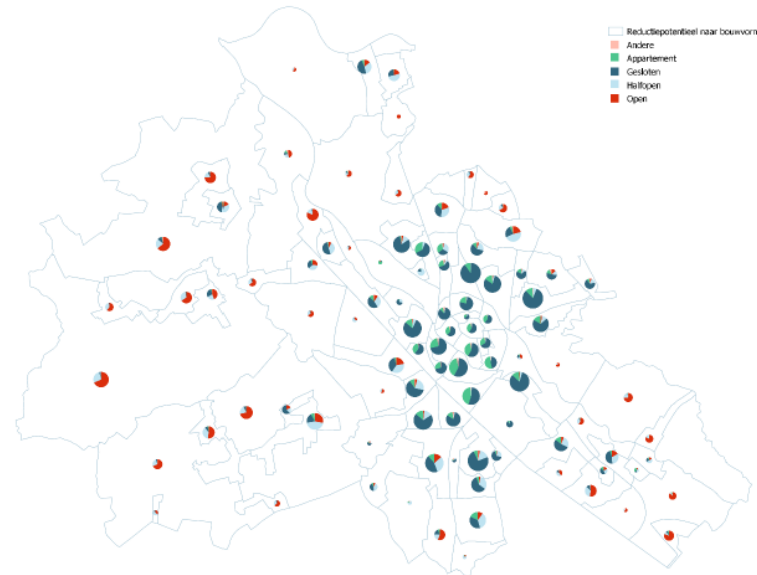 Reductiepotentieel naar bouwvorm
Andere
Appartement
Gesloten
Halfopen
Open